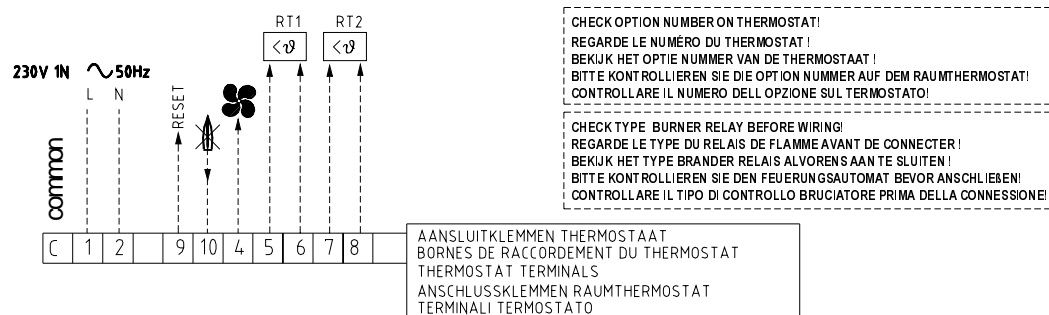 RT1 RT2
<ϑ <ϑ
230V 1N 50Hz
L N
RESET
common
C 1 2 9 10 4 5 6 7 8
CHECK OPTION NUMBER ON THERMOSTAT!
REGARDE LE NUMÉRO DU THERMOSTAT !
BEKIJK HET OPTIE NUMMER VAN DE THERMOSTAAT !
BITTE KONTROLLIEREN SIE DIE OPTION NUMMER AUF DEM RAUMTHERMOSTAT!
CONTROLLARE IL NUMERO DELL OPZIONE SUL TERMOSTATO!
CHECK TYPE BURNER RELAY BEFORE WIRING!
REGARDE LE TYPE DU RELAIS DE FLAMME AVANT DE CONNECTER !
BEKIJK HET TYPE BRANDER RELAIS ALVORENS AAN TE SLUITEN !
BITTE KONTROLLIEREN SIE DEN FEUERUNGSAUTOMAT BEVOR ANSCHLIEßEN!
CONTROLLARE IL TIPO DI CONTROLLO BRUCIATORE PRIMA DELLA CONNESSIONE!
AANSLUITKLEMMEN THERMOSTAAT
BORNES DE RACCORDEMENT DU THERMOSTAT
THERMOSTAT TERMINALS
ANSCHLUSSKLEMMEN RAUMTHERMOSTAT
TERMINALI TERMOSTATO